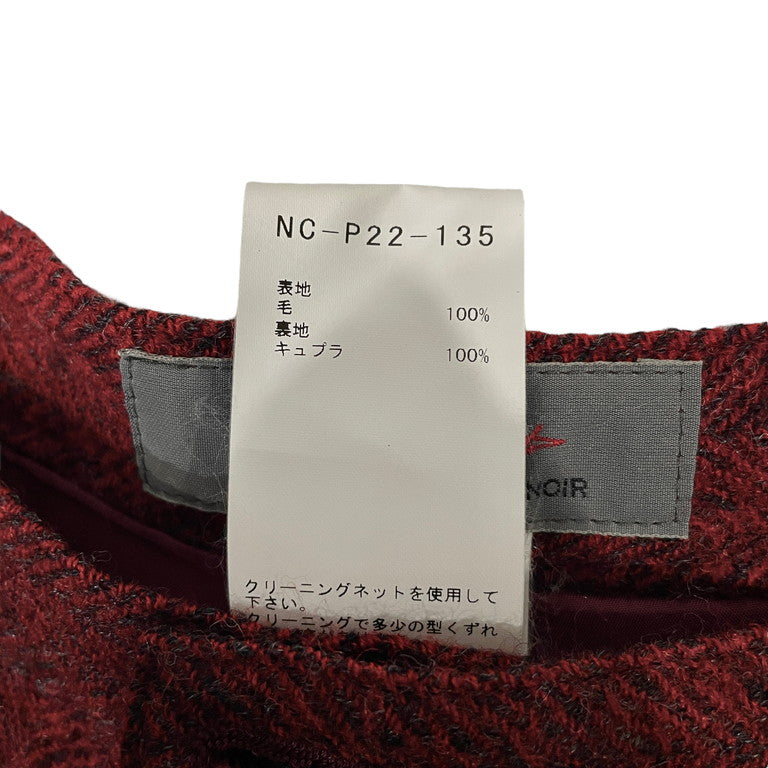 NC-P22-135
表地
毛 100%
裏地
キュプラ 100%
NOIR
クリーニングネットを使用して
下さい。
クリーニングで多少の型くずれ